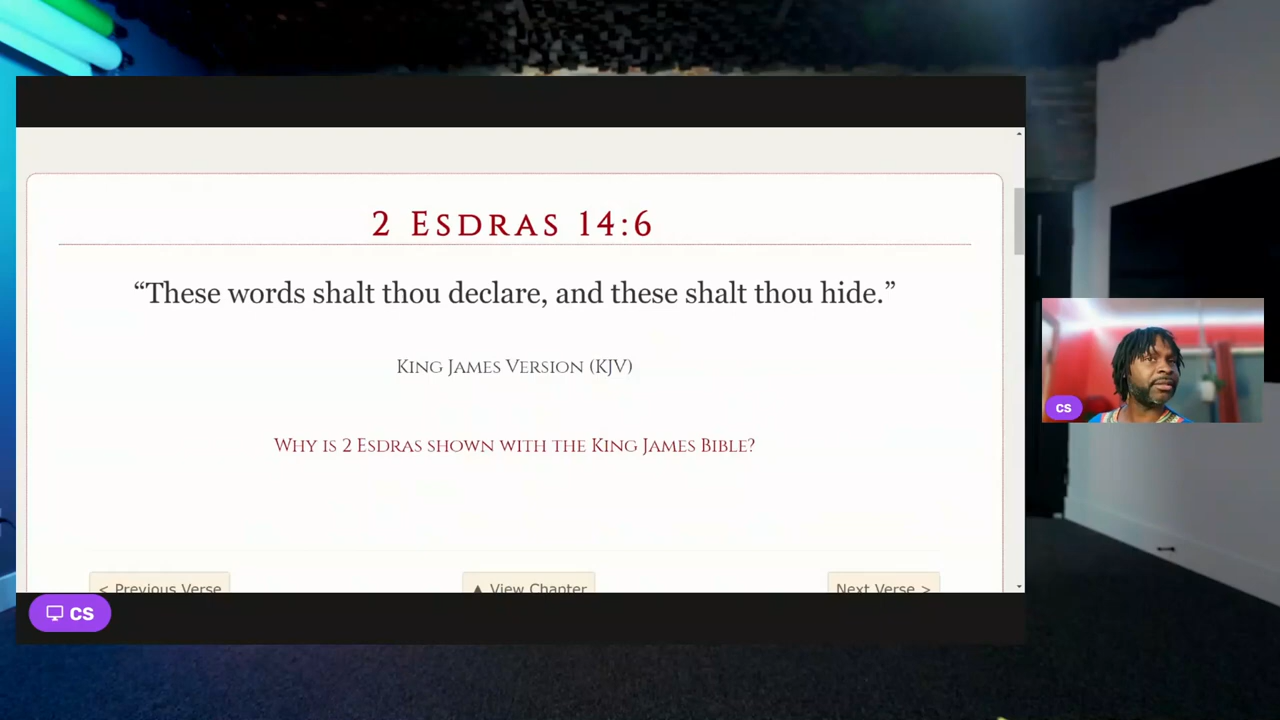 2 Esdras 14:6
“These words shalt thou declare, and these shalt thou hide.”
King James Version (KJV)
Why is 2 Esdras shown with the King James Bible?
< Previous Verse
▲ View Chapter
Next Verse >
CS
CS